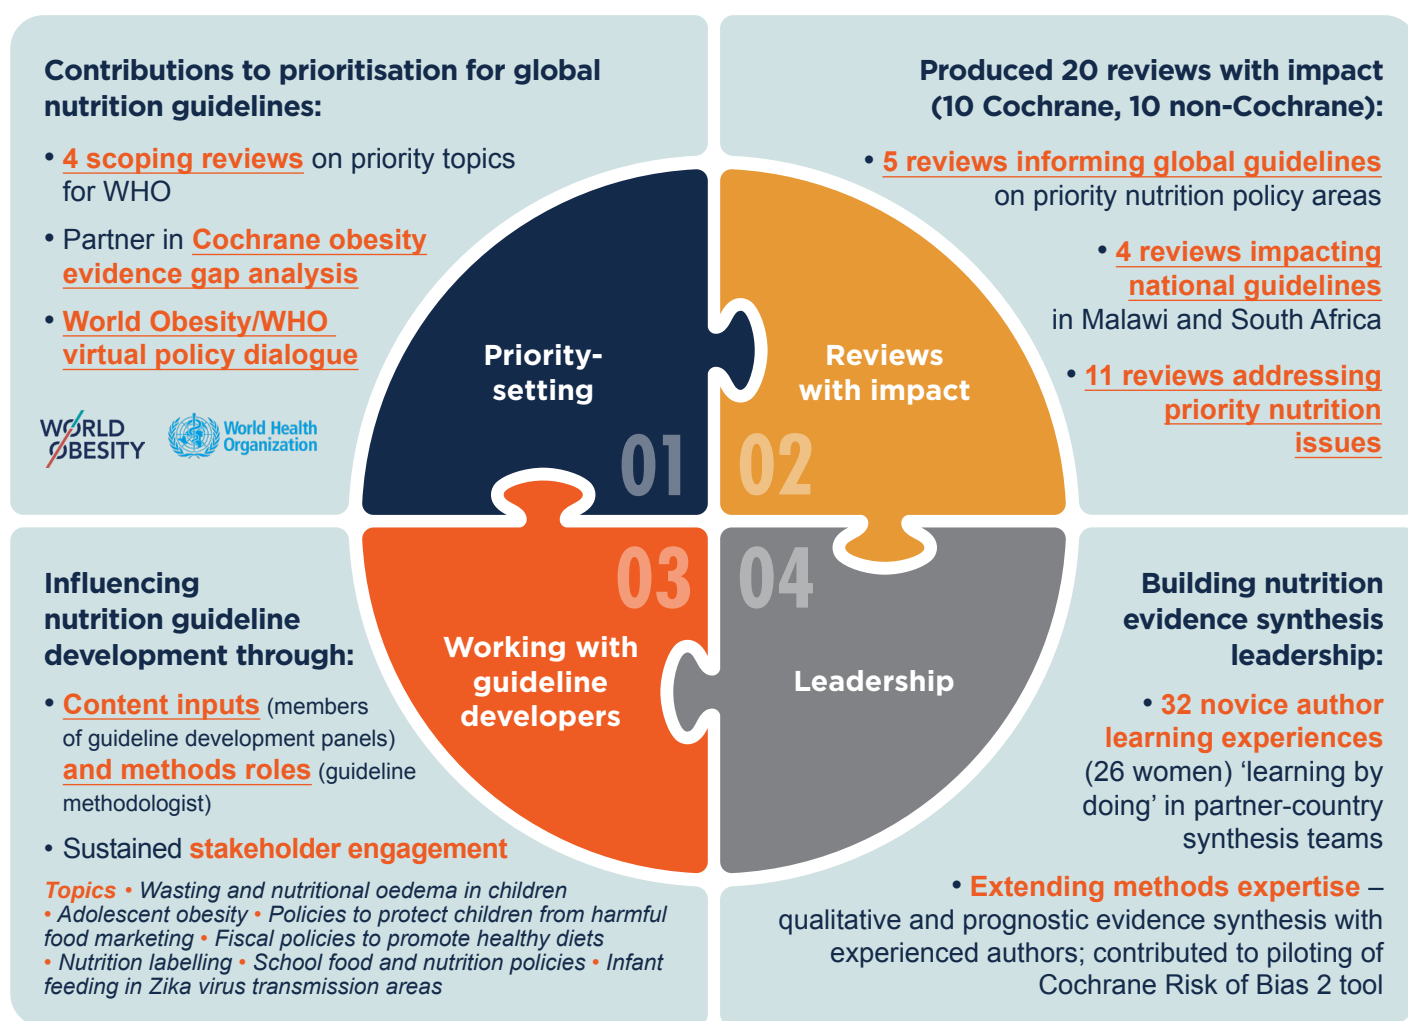 Contributions to prioritisation for global
nutrition guidelines:
• 4 scoping reviews on priority topics
for WHO
• Partner in Cochrane obesity
evidence gap analysis
• World Obesity/WHO
virtual policy dialogue
WORLD
OBESITY
World Health
Organization
Priority-
setting
01
Produced 20 reviews with impact
(10 Cochrane, 10 non-Cochrane):
• 5 reviews informing global guidelines
on priority nutrition policy areas
• 4 reviews impacting
national guidelines
in Malawi and South Africa
• 11 reviews addressing
priority nutrition
issues
Reviews
with impact
02
Influencing
nutrition guideline
development through:
• Content inputs (members
of guideline development panels)
and methods roles (guideline
methodologist)
• Sustained stakeholder engagement
Topics • Wasting and nutritional oedema in children
• Adolescent obesity • Policies to protect children from harmful
food marketing • Fiscal policies to promote healthy diets
• Nutrition labelling • School food and nutrition policies • Infant
feeding in Zika virus transmission areas
03
Working with
guideline
developers
04
Leadership
Building nutrition
evidence synthesis
leadership:
• 32 novice author
learning experiences
(26 women) ‘learning by
doing’ in partner-country
synthesis teams
• Extending methods expertise –
qualitative and prognostic evidence synthesis with
experienced authors; contributed to piloting of
Cochrane Risk of Bias 2 tool